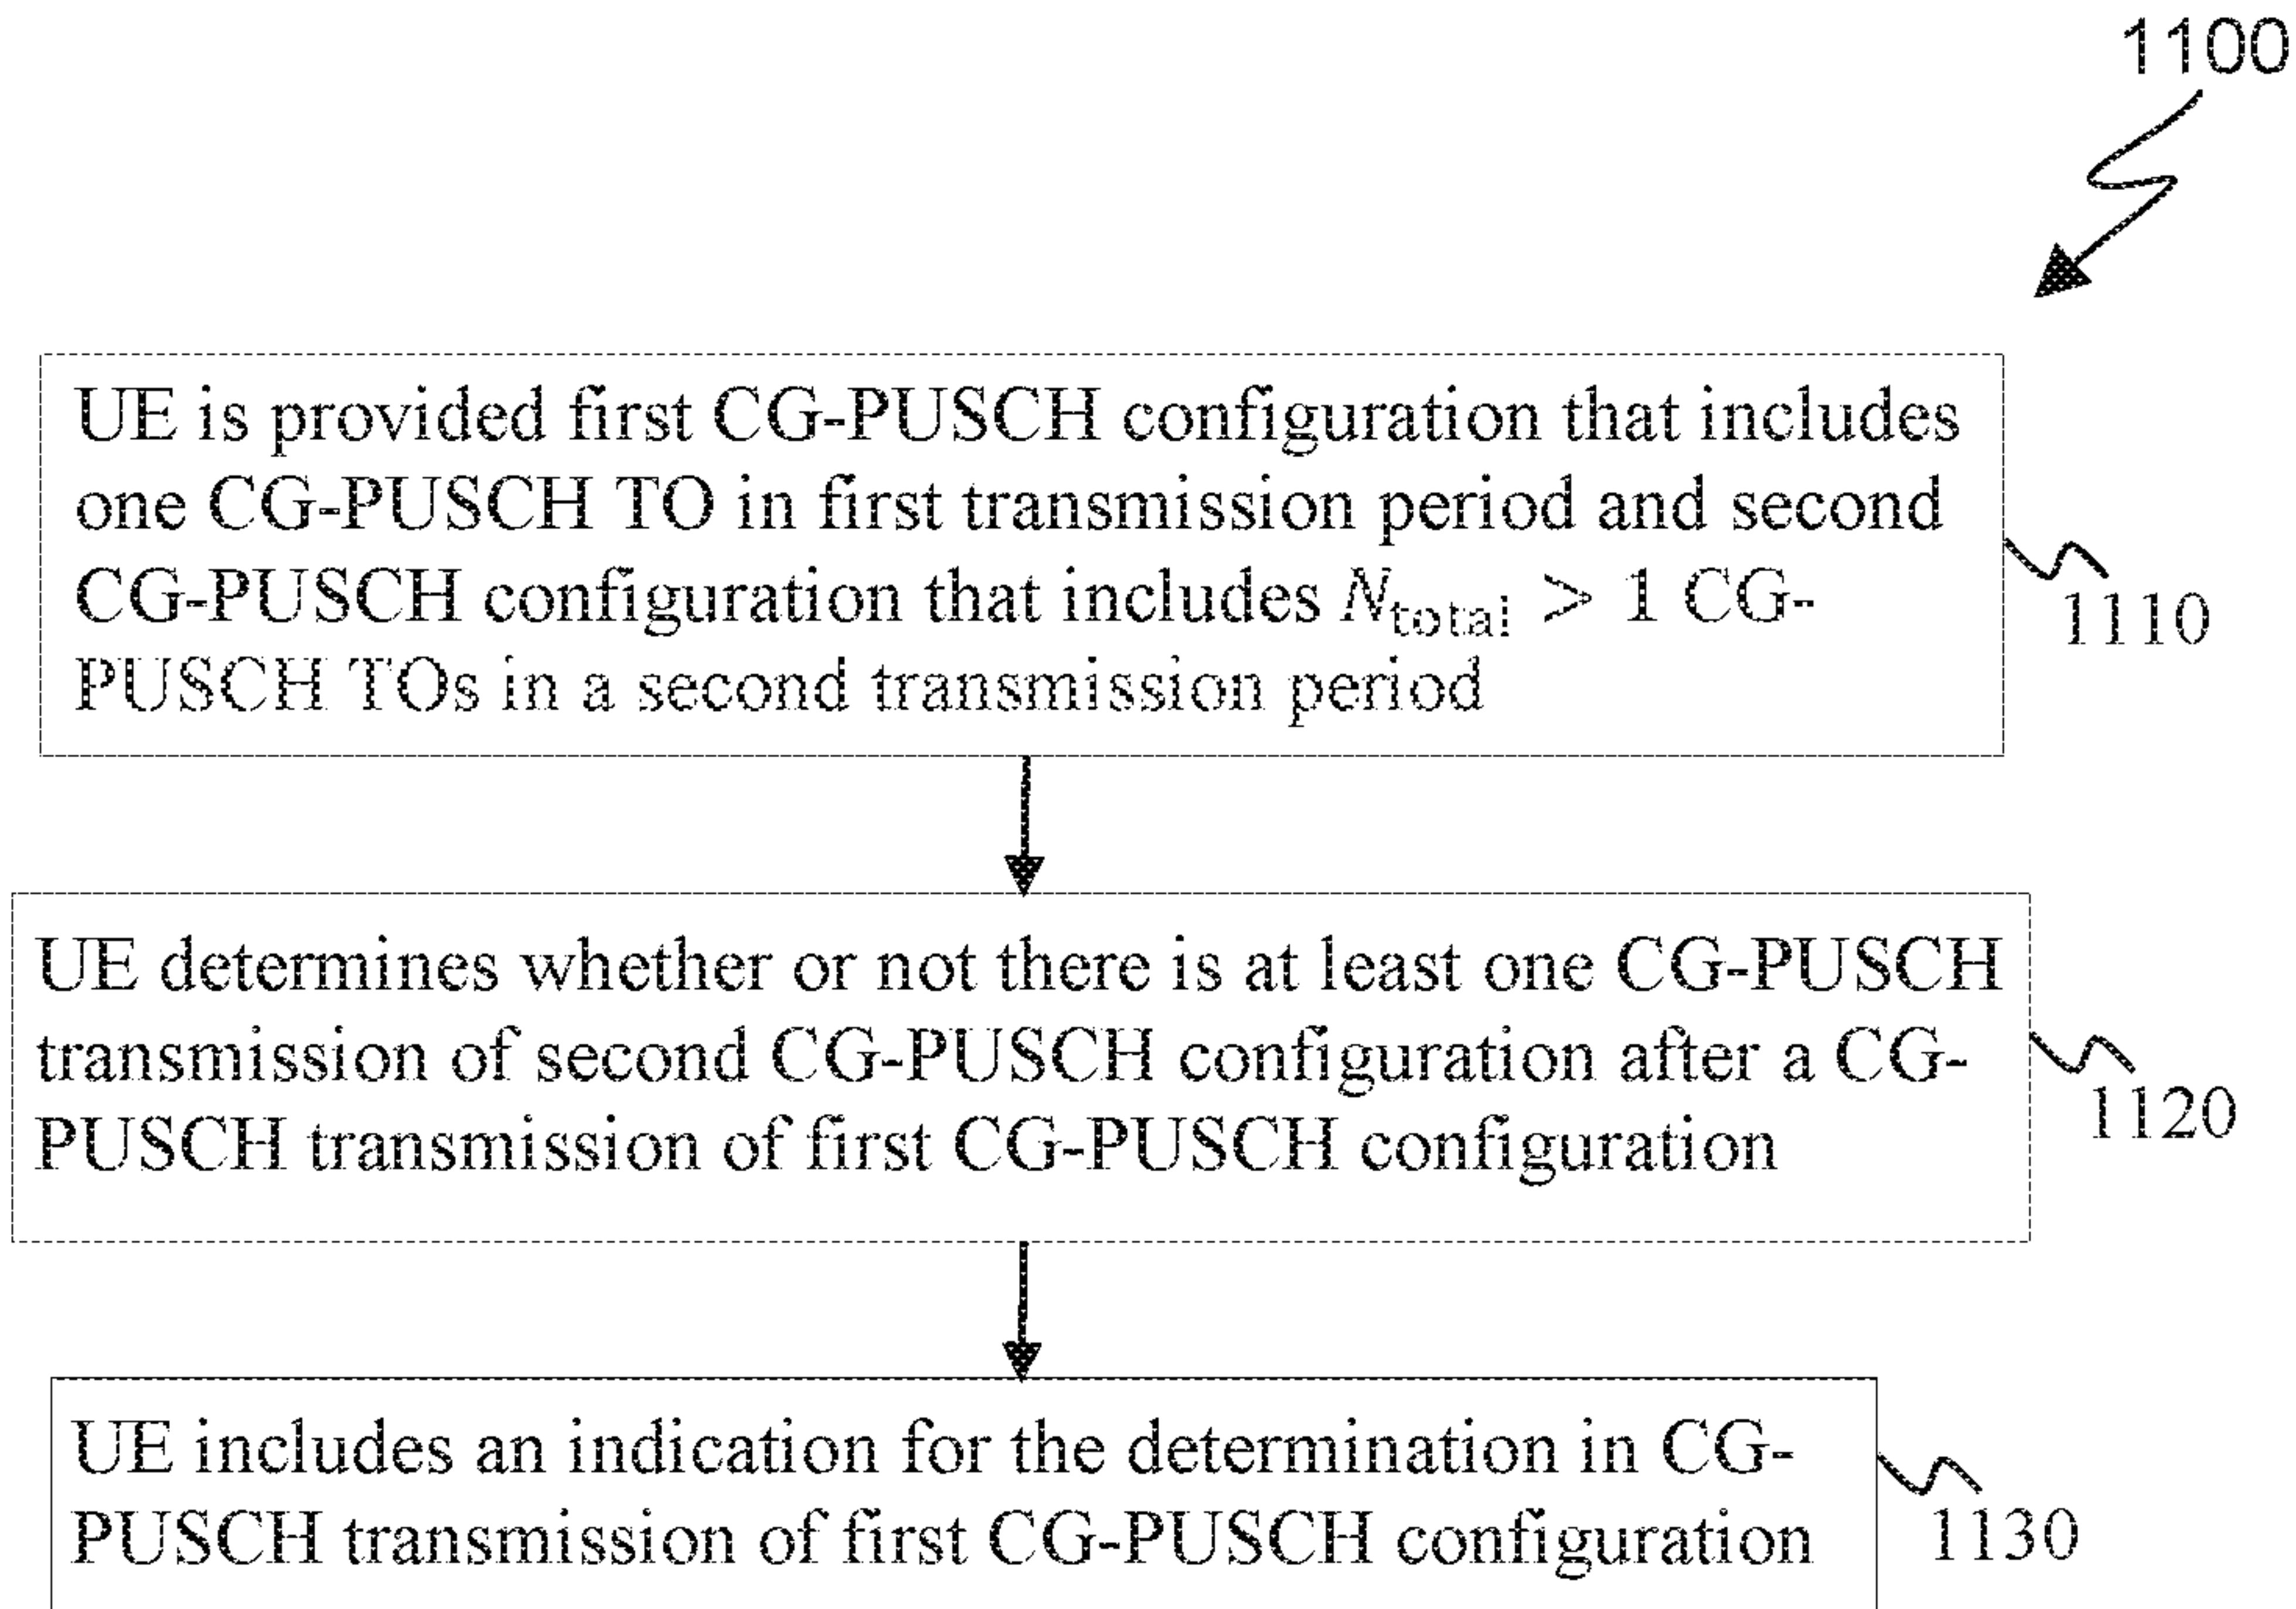 1100
UE is provided first CG-PUSCH configuration that includes
one CG-PUSCH TO in first transmission period and second
CG-PUSCH configuration that includes N_total > 1 CG-
PUSCH TOs in a second transmission period
1110
UE determines whether or not there is at least one CG-PUSCH
transmission of second CG-PUSCH configuration after a CG-
PUSCH transmission of first CG-PUSCH configuration
1120
UE includes an indication for the determination in CG-
PUSCH transmission of first CG-PUSCH configuration
1130